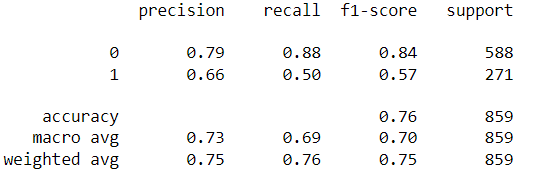 precision recall f1-score support
0 0.79 0.88 0.84 588
1 0.66 0.50 0.57 271
accuracy 0.76 859
macro avg 0.73 0.69 0.70 859
weighted avg 0.75 0.76 0.75 859